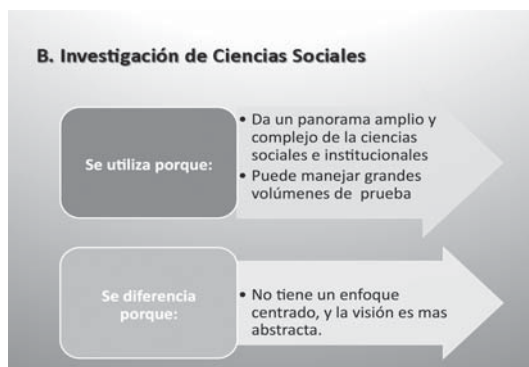 B. Investigación de Ciencias Sociales
Se utiliza porque:
• Da un panorama amplio y
complejo de la ciencias
sociales e institucionales
• Puede manejar grandes
volúmenes de prueba
Se diferencia
porque:
• No tiene un enfoque
centrado, y la visión es mas
abstracta.